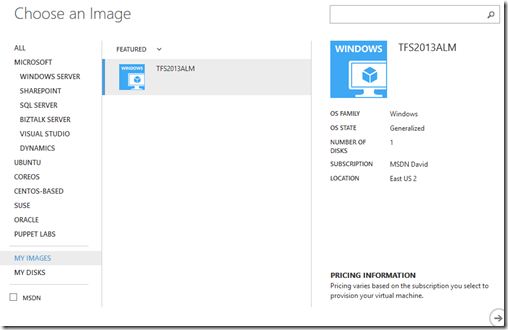 Choose an Image
ALL
MICROSOFT
WINDOWS SERVER
SHAREPOINT
SQL SERVER
BIZTALK SERVER
VISUAL STUDIO
DYNAMICS
UBUNTU
COREOS
CENTOS-BASED
SUSE
ORACLE
PUPPET LABS
MY IMAGES
MY DISKS
MSDN
FEATURED
WINDOWS
TFS2013ALM
WINDOWS
TFS2013ALM
OS FAMILY Windows
OS STATE Generalized
NUMBER OF
DISKS 1
SUBSCRIPTION MSDN David
LOCATION East US 2
PRICING INFORMATION
Pricing varies based on the subscription you select to
provision your virtual machine.